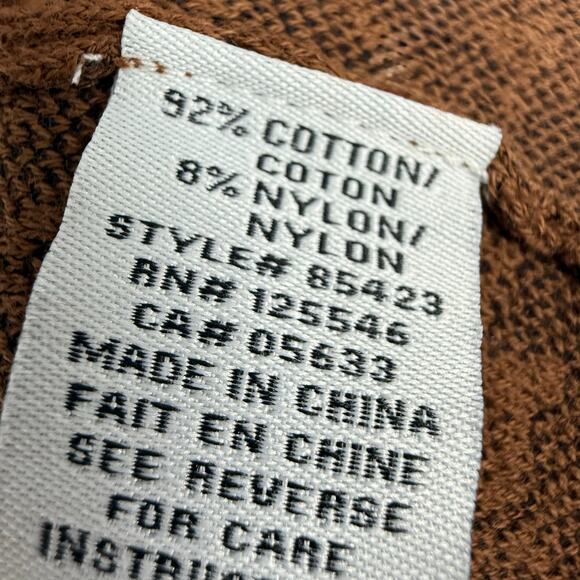 92% COTTON/
COTON
8% NYLON/
NYLON
STYLE# 85423
RN# 125546
CA# 05633
MADE IN CHINA
FAIT EN CHINE
SEE REVERSE
FOR CARE